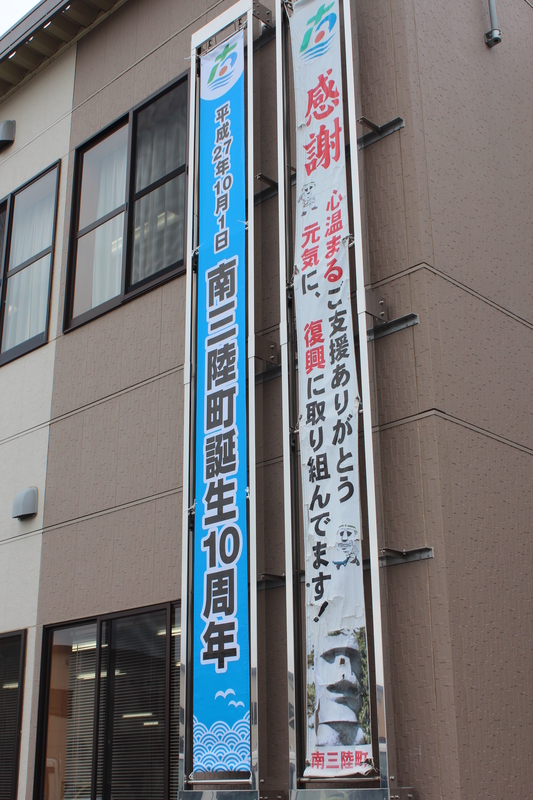 平成27年10月1日
南三陸町誕生10周年
感謝
心温まるご支援ありがとう
元気に、復興に取り組んでます！
南三陸町